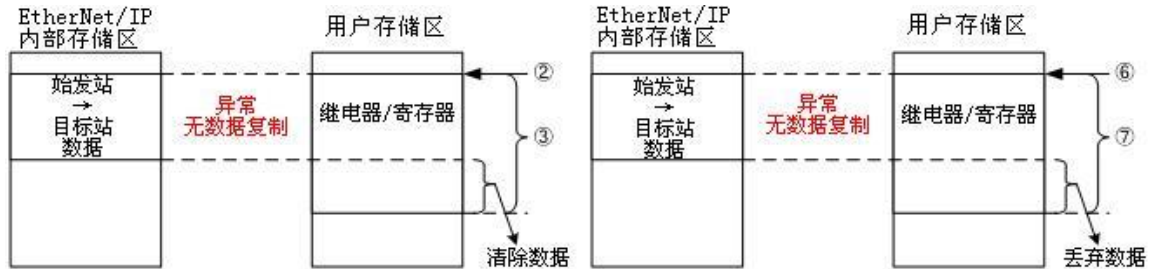 EtherNet/IP
内部存储区
用户存储区
始发站
→
目标站
数据
异常
无数据复制
继电器/寄存器
②
③
清除数据
EtherNet/IP
内部存储区
用户存储区
始发站
→
目标站
数据
异常
无数据复制
继电器/寄存器
⑥
⑦
丢弃数据